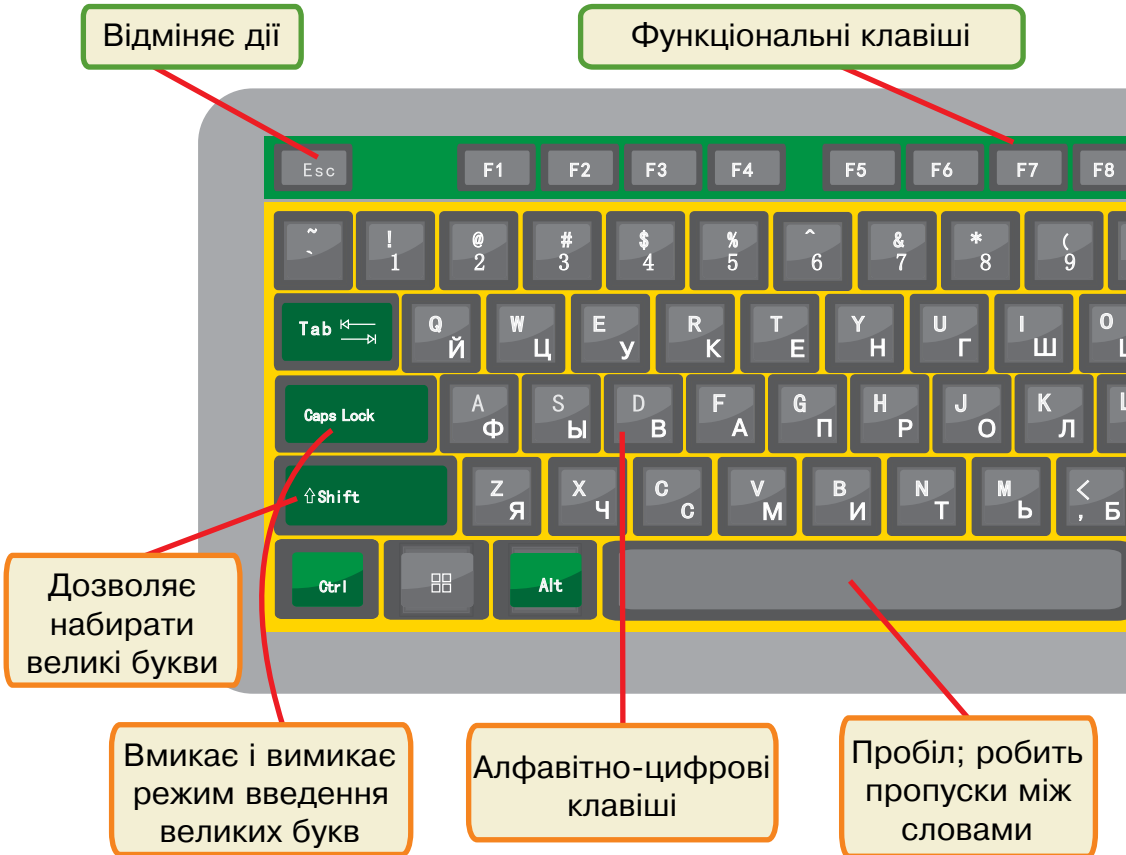 Відміняє дії
Функціональні клавіші
Esc F1 F2 F3 F4 F5 F6 F7 F8
~ ! @ # $ % ^ & * (
` 1 2 3 4 5 6 7 8 9
Tab Q W E R T Y U I O
Й Ц У К Е Н Г Ш
Caps Lock A S D F G H J K L
Ф Ы В А П Р О Л
⇧Shift Z X C V B N M <
Я Ч С М И Т Ь , Б
Ctrl Alt
Дозволяє
набирати
великі букви
Вмикає і вимикає
режим введення
великих букв
Алфавітно-цифрові
клавіші
Пробіл; робить
пропуски між
словами